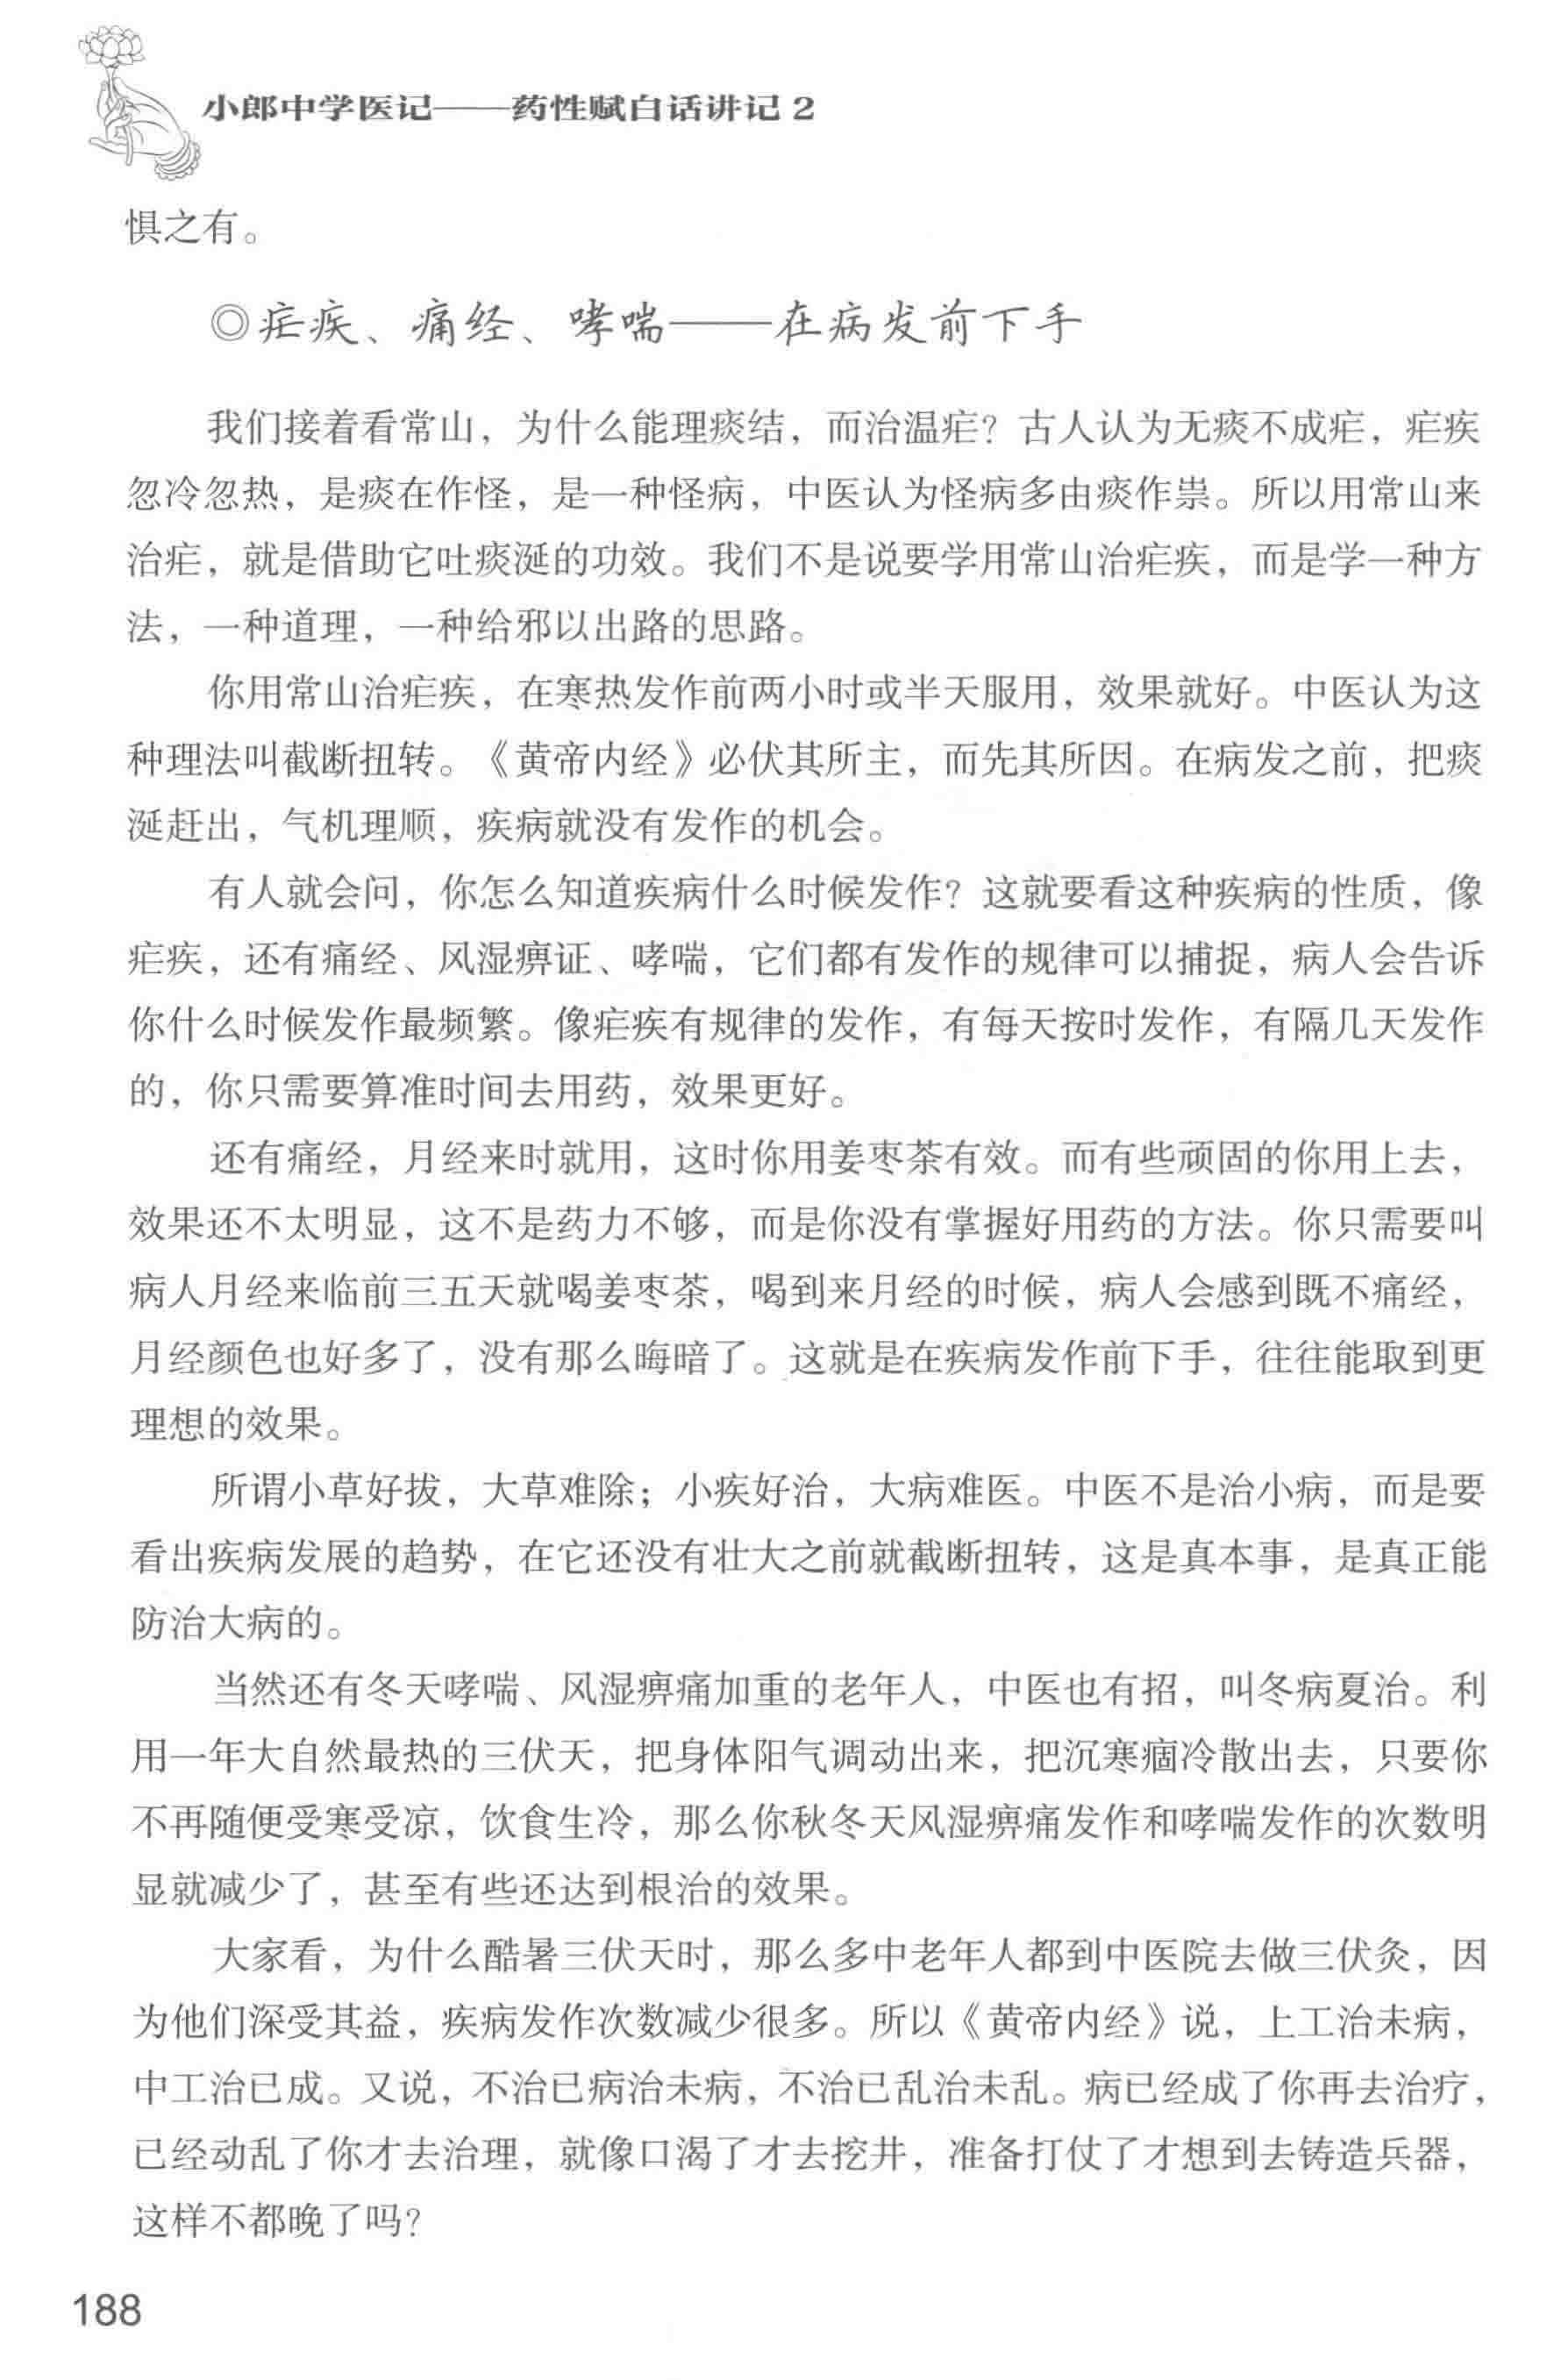 小郎中学医记——药性赋白话讲记 2
惧之有。
◎疟疾、痛经、哮喘——在病发前下手
我们接着看常山，为什么能理痰结，而治温疟？古人认为无痰不成疟，疟疾
忽冷忽热，是痰在作怪，是一种怪病，中医认为怪病多由痰作祟。所以用常山来
治疟，就是借助它吐痰涎的功效。我们不是说要学用常山治疟疾，而是学一种方
法，一种道理，一种给邪以出路的思路。
你用常山治疟疾，在寒热发作前两小时或半天服用，效果就好。中医认为这
种理法叫截断扭转。《黄帝内经》必伏其所主，而先其所因。在病发之前，把痰
涎赶出，气机理顺，疾病就没有发作的机会。
有人就会问，你怎么知道疾病什么时候发作？这就要看这种疾病的性质，像
疟疾，还有痛经、风湿痹证、哮喘，它们都有发作的规律可以捕捉，病人会告诉
你什么时候发作最频繁。像疟疾有规律的发作，有每天按时发作，有隔几天发作
的，你只需要算准时间去用药，效果更好。
还有痛经，月经来时就用，这时你用姜枣茶有效。而有些顽固的你用上去，
效果还不太明显，这不是药力不够，而是你没有掌握好用药的方法。你只需要叫
病人月经来临前三五天就喝姜枣茶，喝到来月经的时候，病人会感到既不痛经，
月经颜色也好多了，没有那么晦暗了。这就是在疾病发作前下手，往往能取到更
理想的效果。
所谓小草好拔，大草难除；小疾好治，大病难医。中医不是治小病，而是要
看出疾病发展的趋势，在它还没有壮大之前就截断扭转，这是真本事，是真正能
防治大病的。
当然还有冬天哮喘、风湿痹痛加重的老年人，中医也有招，叫冬病夏治。利
用一年大自然最热的三伏天，把身体阳气调动出来，把沉寒痼冷散出去，只要你
不再随便受寒受凉，饮食生冷，那么你秋冬天风湿痹痛发作和哮喘发作的次数明
显就减少了，甚至有些还达到根治的效果。
大家看，为什么酷暑三伏天时，那么多中老年人都到中医院去做三伏灸，因
为他们深受其益，疾病发作次数减少很多。所以《黄帝内经》说，上工治未病，
中工治已成。又说，不治已病治未病，不治已乱治未乱。病已经成了你再去治疗，
已经动乱了你才去治理，就像口渴了才去挖井，准备打仗了才想到去铸造兵器，
这样不都晚了吗？
188